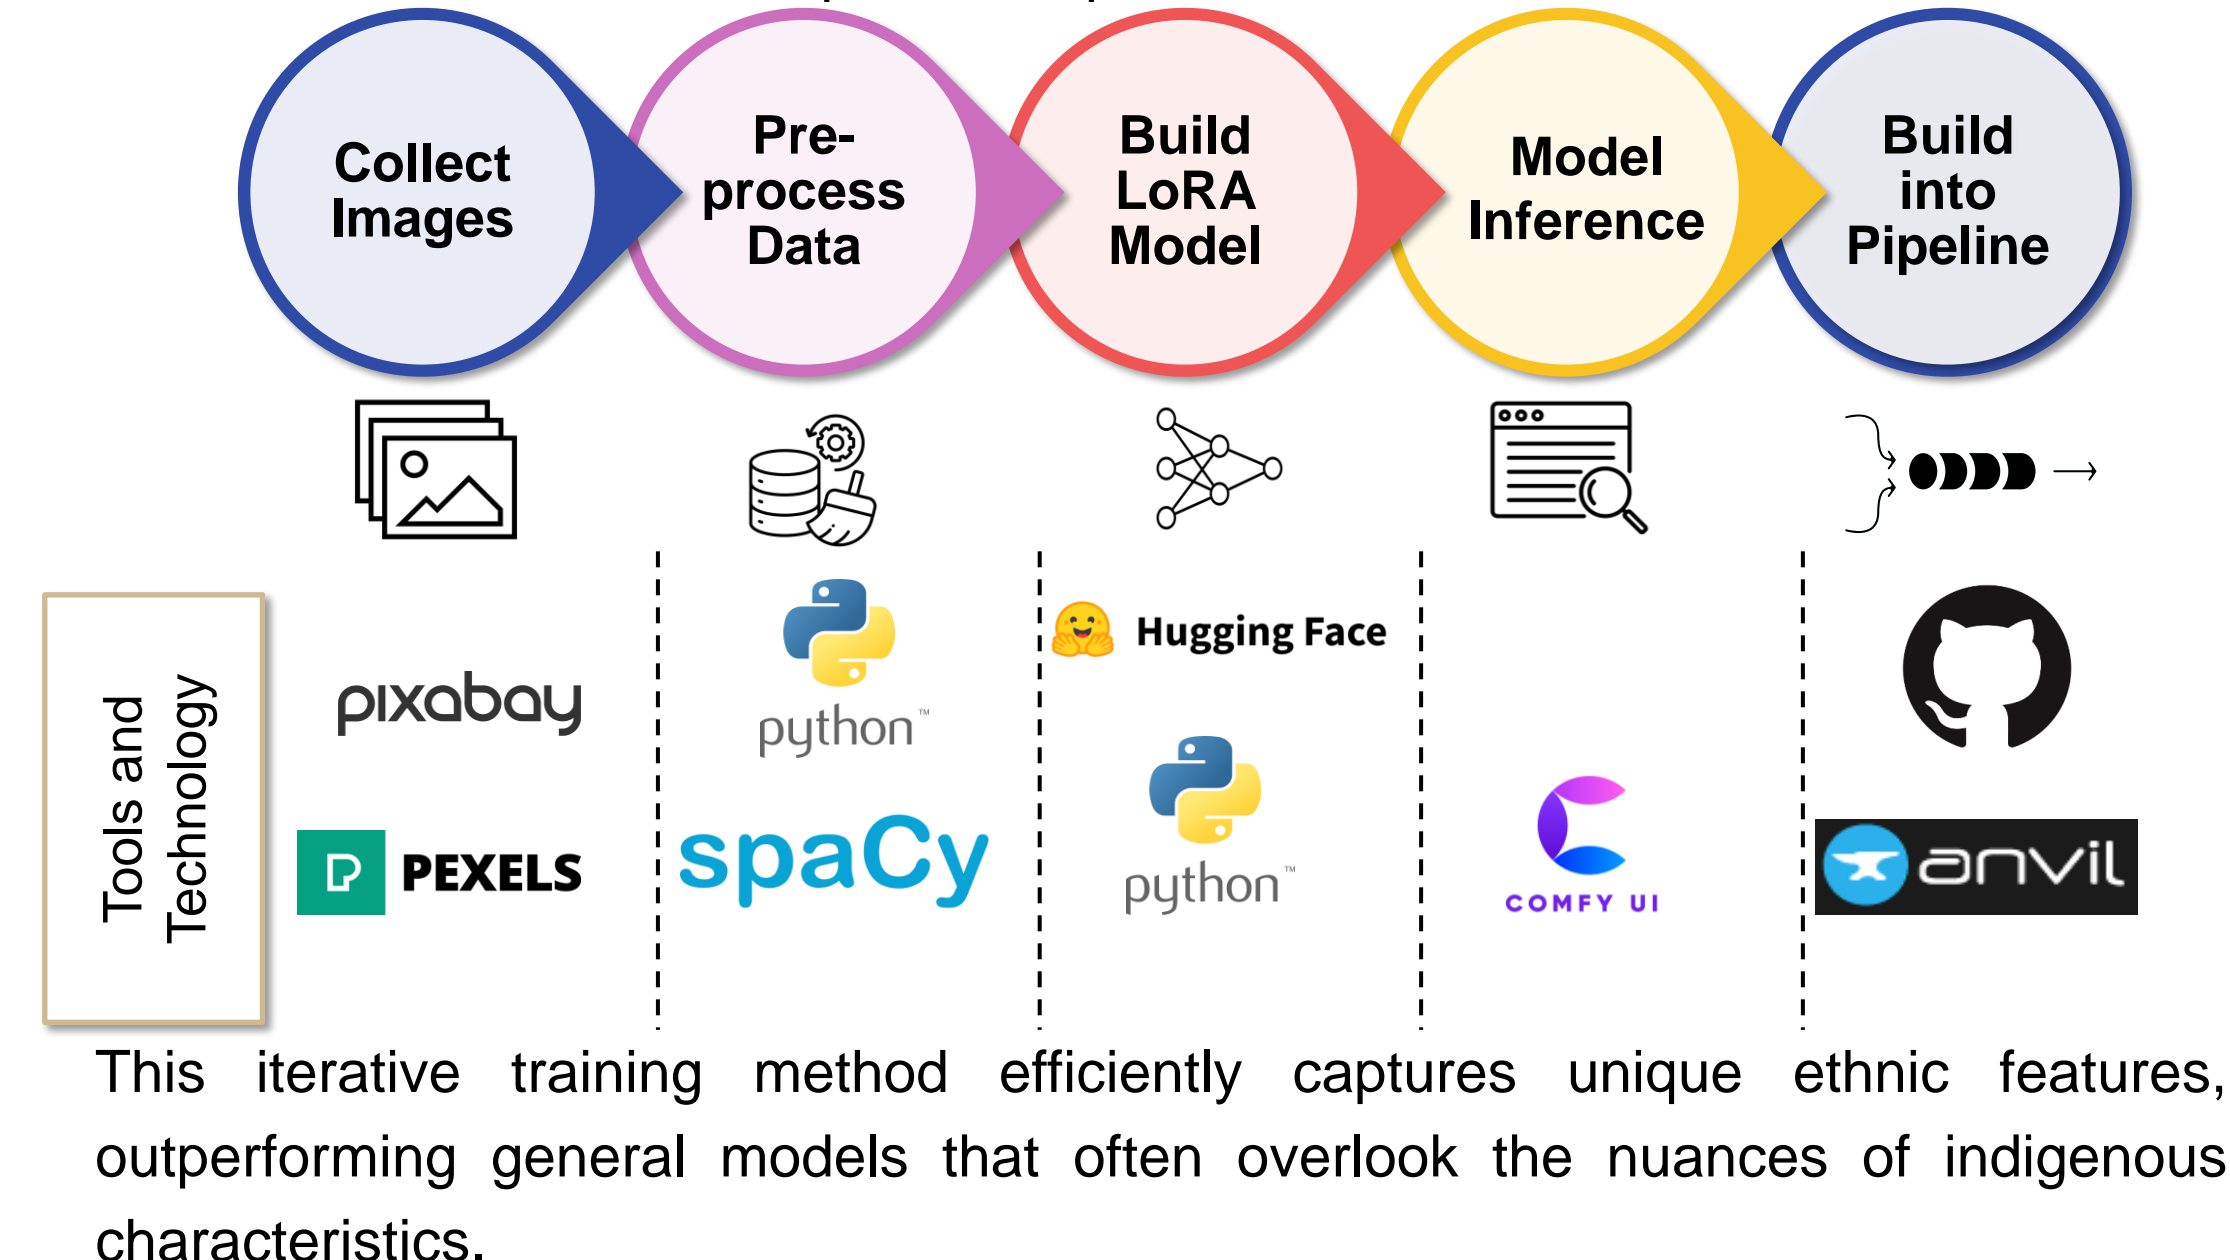 Collect
Images
Pre-
process
Data
Build
LoRA
Model
Model
Inference
Build
into
Pipeline
Tools and
Technology
pixabay
PEXELS
python™
spaCy
Hugging Face
python™
COMFY UI
anvil
This iterative training method efficiently captures unique ethnic features,
outperforming general models that often overlook the nuances of indigenous
characteristics.